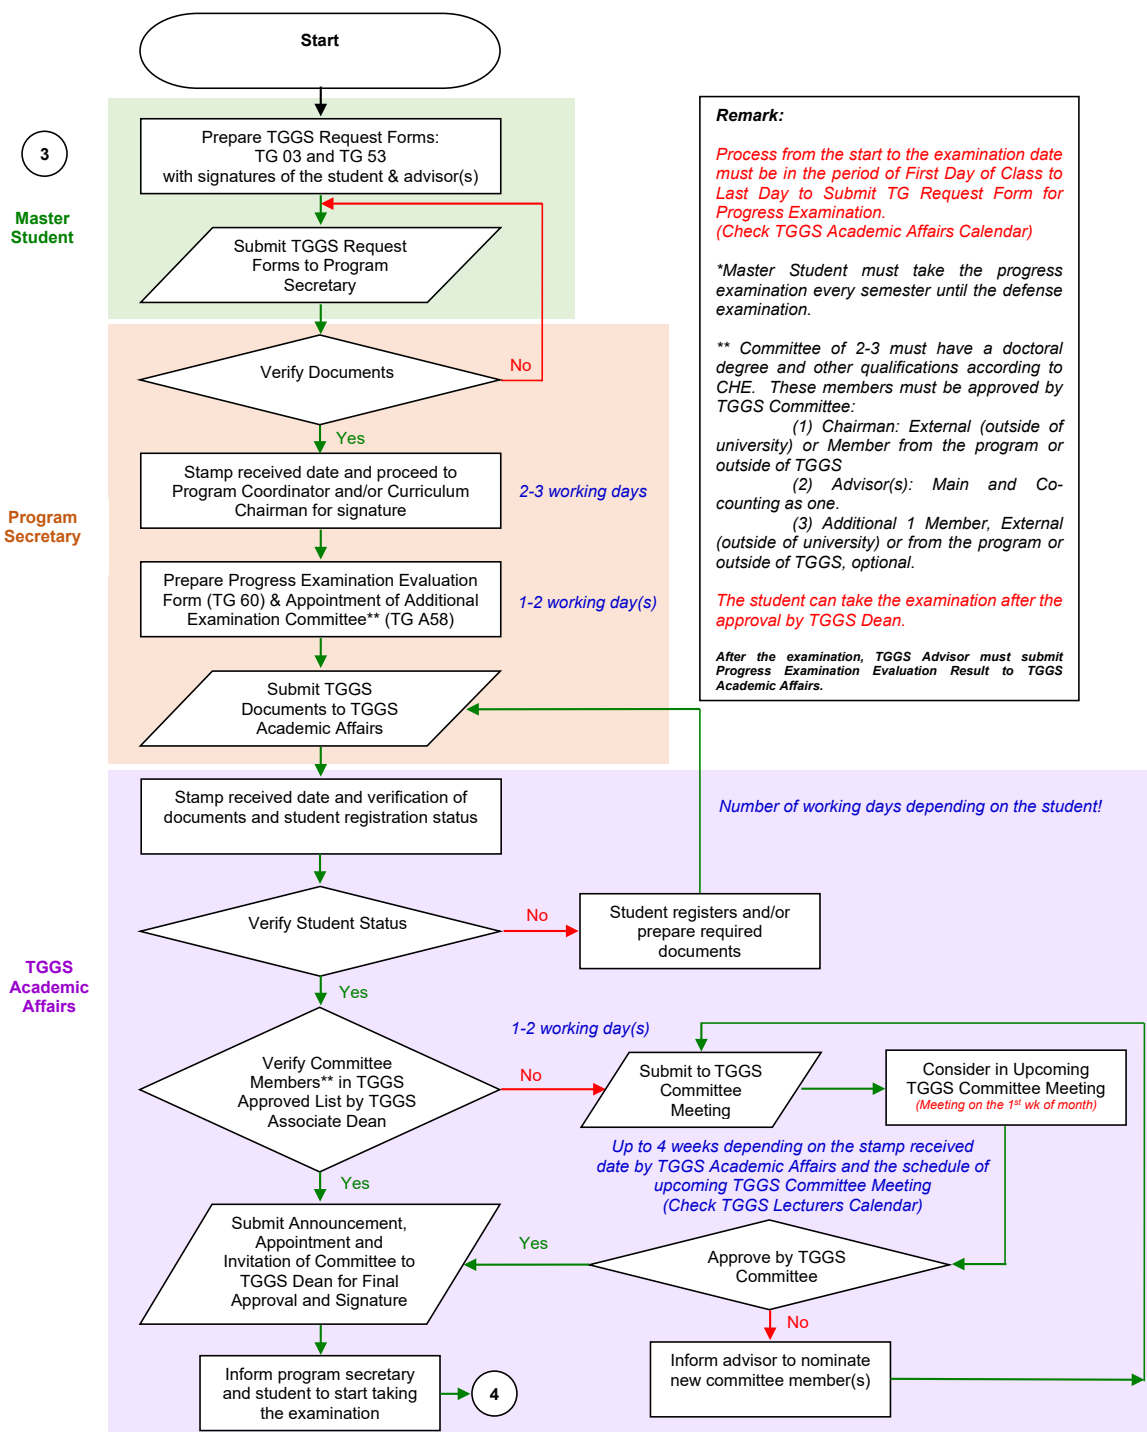 Start
3
Master
Student
Prepare TGGS Request Forms:
TG 03 and TG 53
with signatures of the student & advisor(s)
Submit TGGS Request
Forms to Program
Secretary
Remark:
Process from the start to the examination date
must be in the period of First Day of Class to
Last Day to Submit TG Request Form for
Progress Examination.
(Check TGGS Academic Affairs Calendar)
*Master Student must take the progress
examination every semester until the defense
examination.
** Committee of 2-3 must have a doctoral
degree and other qualifications according to
CHE. These members must be approved by
TGGS Committee:
(1) Chairman: External (outside of
university) or Member from the program or
outside of TGGS
(2) Advisor(s): Main and Co-
counting as one.
(3) Additional 1 Member, External
(outside of university) or from the program or
outside of TGGS, optional.
The student can take the examination after the
approval by TGGS Dean.
After the examination, TGGS Advisor must submit
Progress Examination Evaluation Result to TGGS
Academic Affairs.
Program
Secretary
Verify Documents
No
Yes
Stamp received date and proceed to
Program Coordinator and/or Curriculum
Chairman for signature
2-3 working days
Prepare Progress Examination Evaluation
Form (TG 60) & Appointment of Additional
Examination Committee** (TG A58)
1-2 working day(s)
Submit TGGS
Documents to TGGS
Academic Affairs
TGGS
Academic
Affairs
Stamp received date and verification of
documents and student registration status
Number of working days depending on the student!
Verify Student Status
No
Student registers and/or
prepare required
documents
Yes
1-2 working day(s)
Verify Committee
Members** in TGGS
Approved List by TGGS
Associate Dean
No
Submit to TGGS
Committee
Meeting
Consider in Upcoming
TGGS Committee Meeting
(Meeting on the 1st wk of month)
Up to 4 weeks depending on the stamp received
date by TGGS Academic Affairs and the schedule of
upcoming TGGS Committee Meeting
(Check TGGS Lecturers Calendar)
Yes
Submit Announcement,
Appointment and
Invitation of Committee to
TGGS Dean for Final
Approval and Signature
Yes
Approve by TGGS
Committee
No
Inform advisor to nominate
new committee member(s)
Inform program secretary
and student to start taking
the examination
4